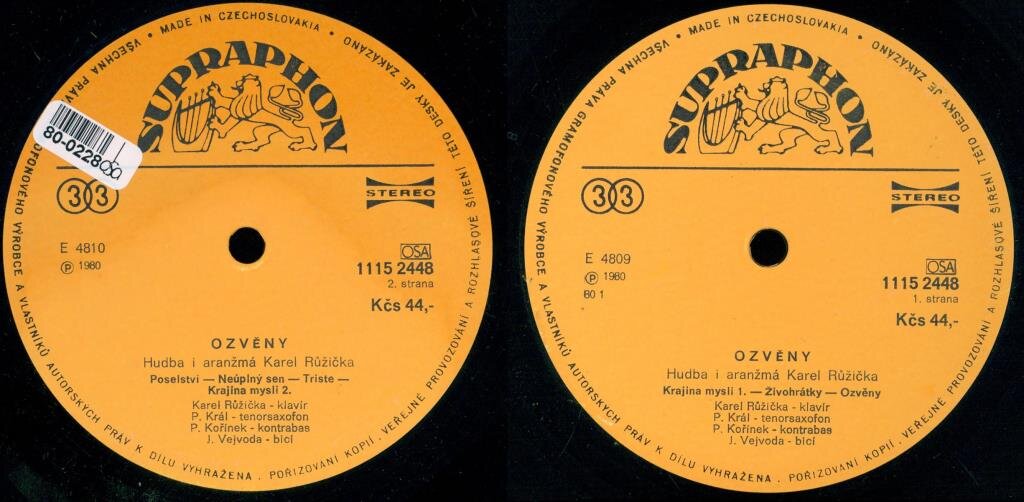 VŠECHNA PRÁVA GRAMOFONOVÉHO VÝROBCE A VLASTNÍKŮ AUTORSKÝCH PRÁV K DÍLU VYHRAŽENA. POŘIZOVÁNÍ KOPIÍ. VEŘEJNÉ PROVOZOVÁNÍ A ROZHLASOVÉ ŠÍŘENÍ TÉTO DESKY JE ZAKÁZÁNO
• MADE IN CZECHOSLOVAKIA •
SUPRAPHON
80-0228 OSA
33
STEREO
E 4810
Ⓟ 1980
OSA
1115 2448
2. strana
Kčs 44,-
OZVĚNY
Hudba i aranžmá Karel Růžička
Poselství — Neúplný sen — Triste —
Krajina mysli 2.
Karel Růžička - klavír
P. Král - tenorsaxofon
P. Kořínek - kontrabas
J. Vejvoda - bicí
VŠECHNA PRÁVA GRAMOFONOVÉHO VÝROBCE A VLASTNÍKŮ AUTORSKÝCH PRÁV K DÍLU VYHRAŽENA. POŘIZOVÁNÍ KOPIÍ. VEŘEJNÉ PROVOZOVÁNÍ A ROZHLASOVÉ ŠÍŘENÍ TÉTO DESKY JE ZAKÁZÁNO
• MADE IN CZECHOSLOVAKIA •
SUPRAPHON
33
STEREO
E 4809
Ⓟ 1980
80 1
OSA
1115 2448
1. strana
Kčs 44,-
OZVĚNY
Hudba i aranžmá Karel Růžička
Krajina mysli 1. — Živohrátky — Ozvěny
Karel Růžička - klavír
P. Král - tenorsaxofon
P. Kořínek - kontrabas
J. Vejvoda - bicí